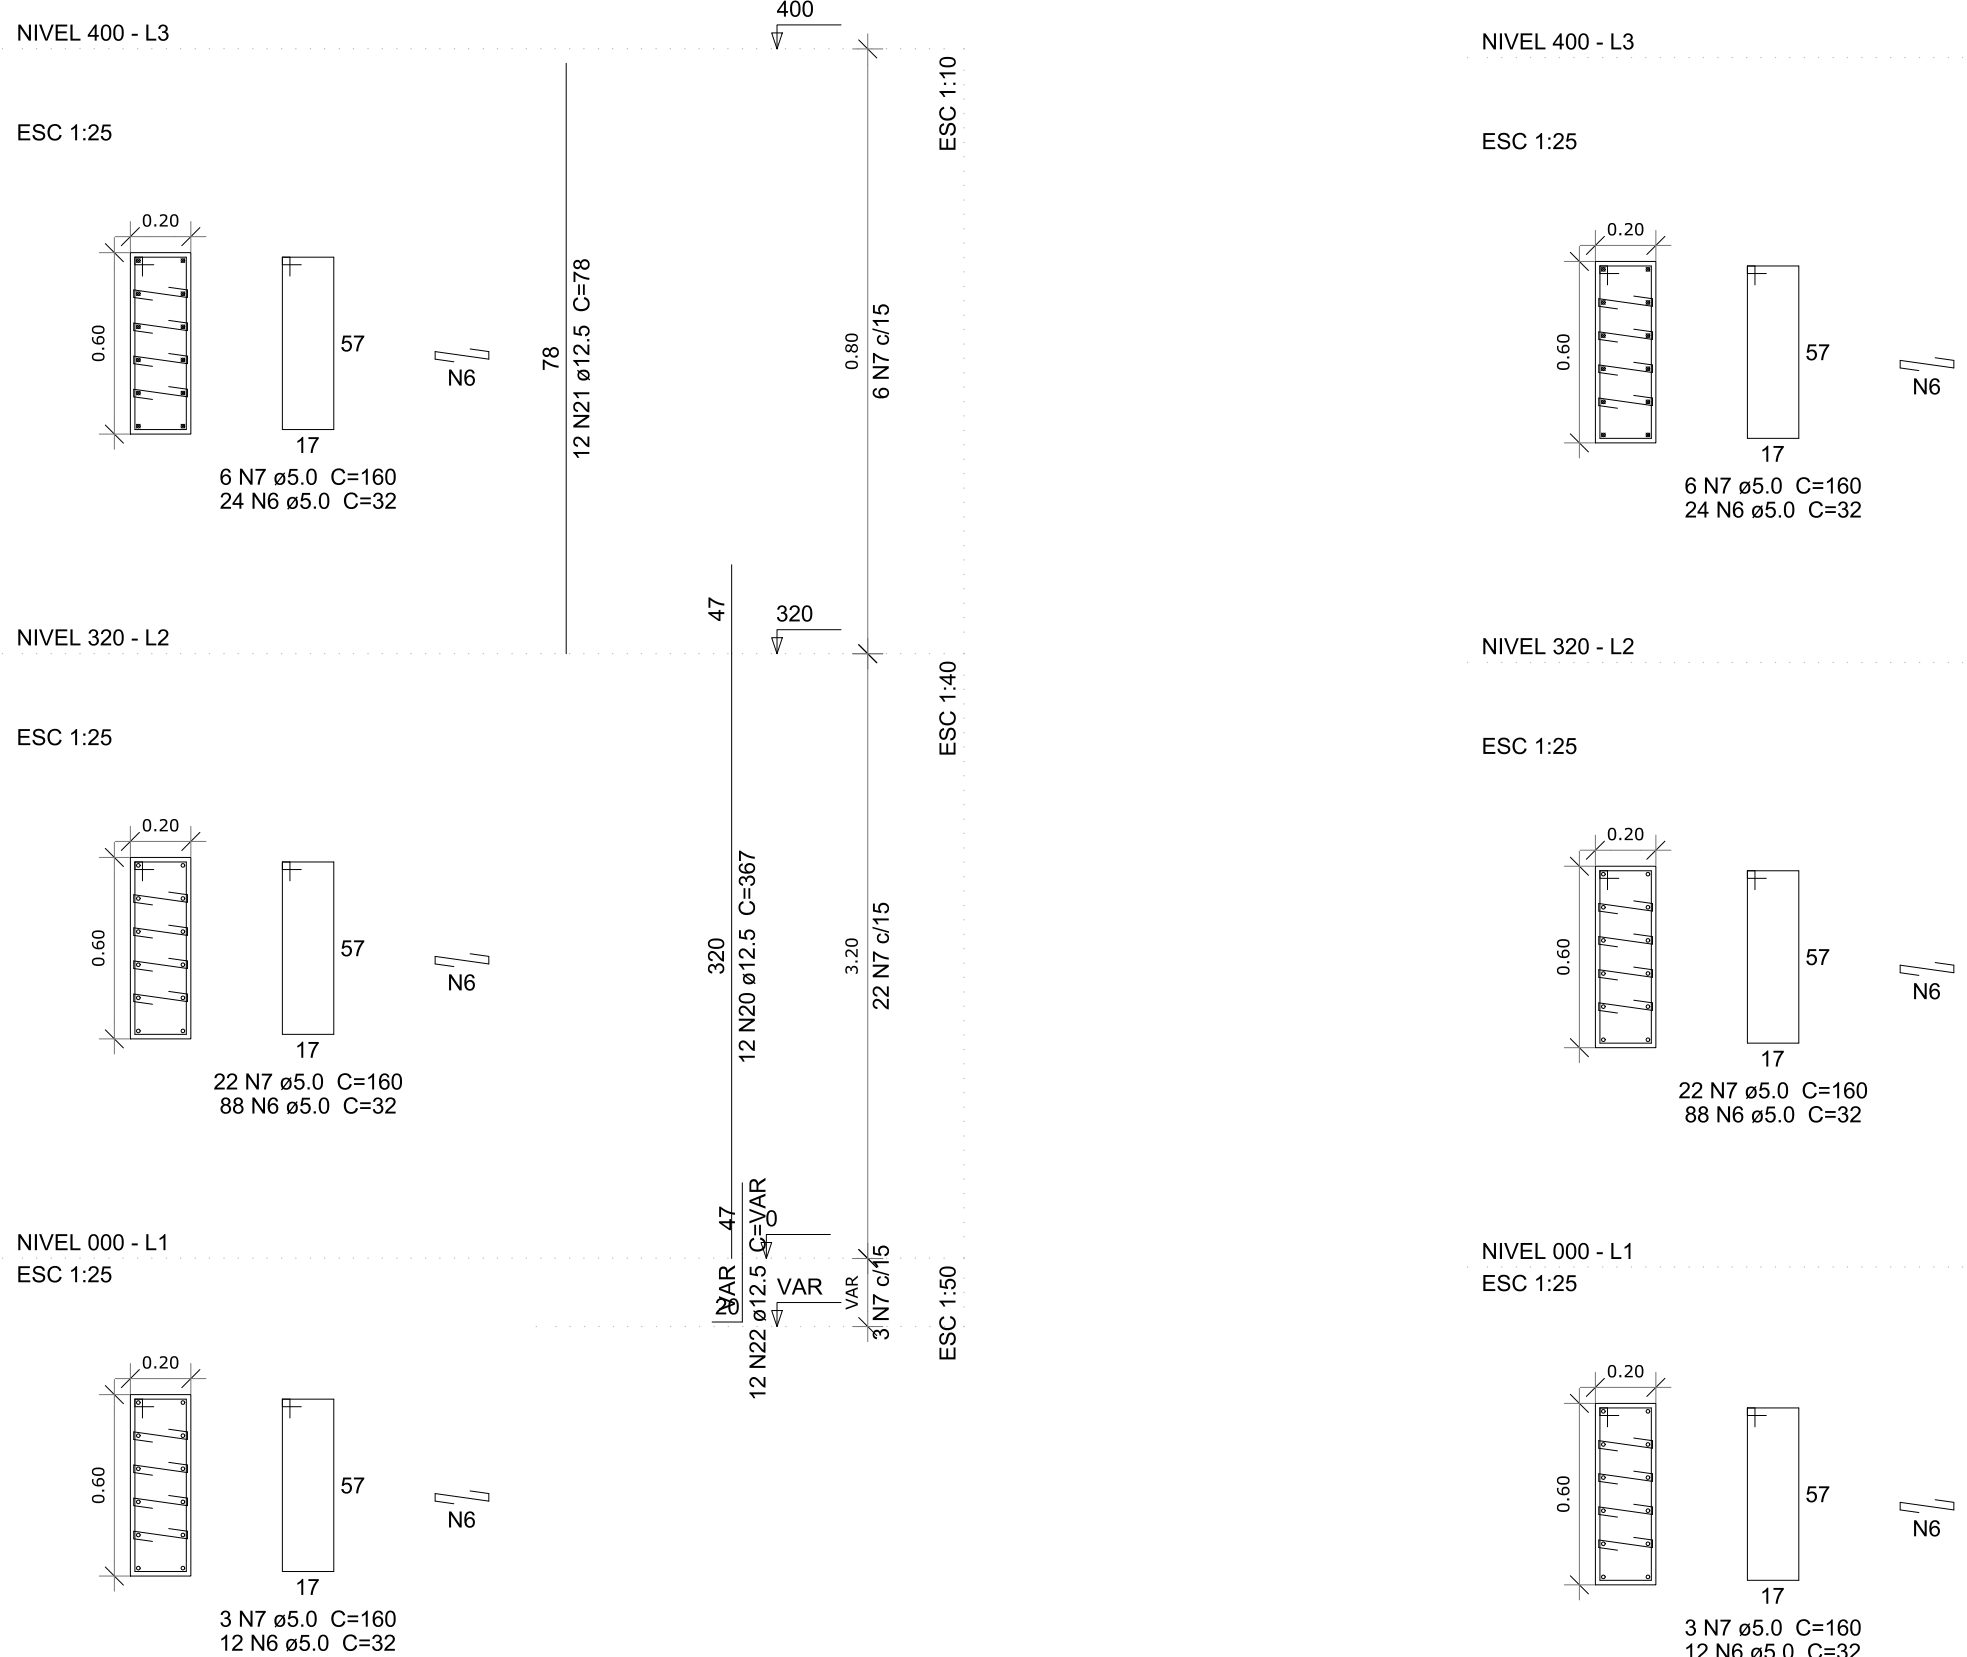 NIVEL 400 - L3
400
ESC 1:10
ESC 1:25
0.20
0.60
57
17
N6
6 N7 ø5.0 C=160
24 N6 ø5.0 C=32
78
12 N21 ø12.5 C=78
0.80
6 N7 c/15
NIVEL 320 - L2
47
320
ESC 1:40
ESC 1:25
0.20
0.60
57
17
N6
22 N7 ø5.0 C=160
88 N6 ø5.0 C=32
320
12 N20 ø12.5 C=367
3.20
22 N7 c/15
NIVEL 000 - L1
ESC 1:25
47
0
VAR
20
12 N22 ø12.5 C=VAR
VAR
VAR
3 N7 c/15
ESC 1:50
0.20
0.60
57
17
N6
3 N7 ø5.0 C=160
12 N6 ø5.0 C=32
NIVEL 400 - L3
ESC 1:25
0.20
0.60
57
17
N6
6 N7 ø5.0 C=160
24 N6 ø5.0 C=32
NIVEL 320 - L2
ESC 1:25
0.20
0.60
57
17
N6
22 N7 ø5.0 C=160
88 N6 ø5.0 C=32
NIVEL 000 - L1
ESC 1:25
0.20
0.60
57
17
N6
3 N7 ø5.0 C=160
12 N6 ø5.0 C=32